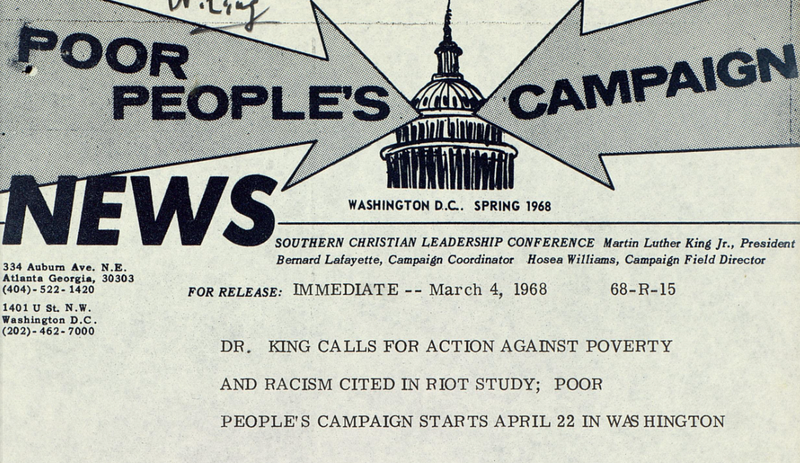 POOR
PEOPLE'S
CAMPAIGN
NEWS
WASHINGTON D.C.. SPRING 1968
SOUTHERN CHRISTIAN LEADERSHIP CONFERENCE Martin Luther King Jr., President
Bernard Lafayette, Campaign Coordinator Hosea Williams, Campaign Field Director
334 Auburn Ave. N.E.
Atlanta Georgia, 30303
(404)-522-1420
1401 U St. N.W.
Washington D.C.
(202)-462-7000
FOR RELEASE: IMMEDIATE -- March 4, 1968 68-R-15
DR. KING CALLS FOR ACTION AGAINST POVERTY
AND RACISM CITED IN RIOT STUDY; POOR
PEOPLE'S CAMPAIGN STARTS APRIL 22 IN WASHINGTON